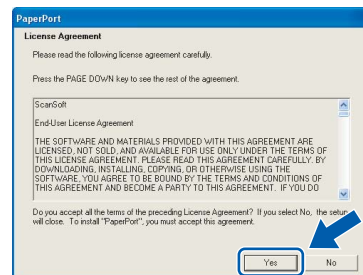 PaperPort
License Agreement
Please read the following license agreement carefully.
Press the PAGE DOWN key to see the rest of the agreement.
ScanSoft
End-User License Agreement
THE SOFTWARE AND MATERIALS PROVIDED WITH THIS AGREEMENT ARE
LICENSED, NOT SOLD, AND AVAILABLE FOR USE ONLY UNDER THE TERMS OF
THIS LICENSE AGREEMENT. PLEASE READ THIS AGREEMENT CAREFULLY. BY
DOWNLOADING, INSTALLING, COPYING, OR OTHERWISE USING THE
SOFTWARE, YOU AGREE TO BE BOUND BY THE TERMS AND CONDITIONS OF
THIS AGREEMENT AND BECOME A PARTY TO THIS AGREEMENT. IF YOU DO
Do you accept all the terms of the preceding License Agreement? If you select No, the setup
will close. To install "PaperPort", you must accept this agreement.
Yes
No